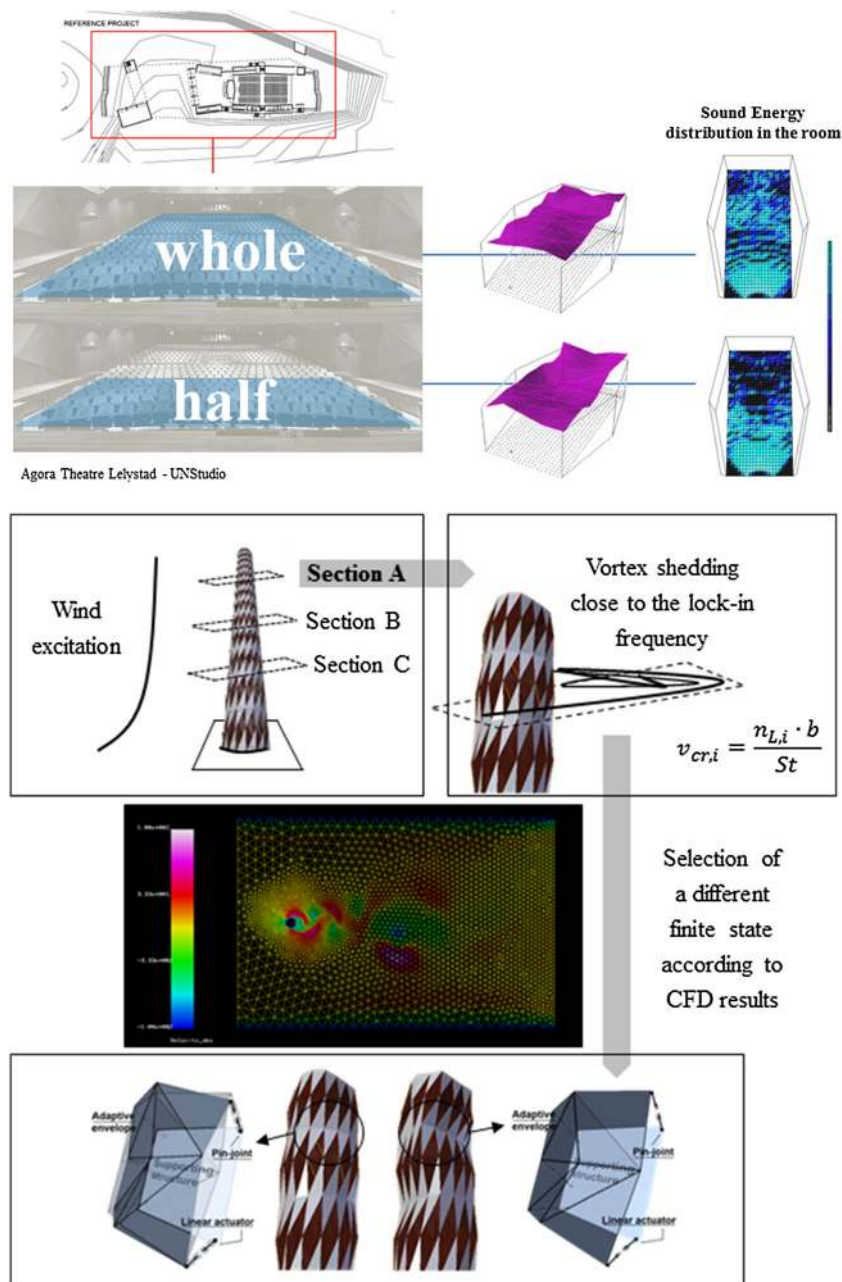 REFERENCE PROJECT
Sound Energy
distribution in the room
whole
half
Agora Theatre Lelystad - UNStudio
Wind
excitation
Section A
Section B
Section C
Vortex shedding
close to the lock-in
frequency
v_{cr,i} = \frac{n_{L,i} \cdot b}{St}
Selection of
a different
finite state
according to
CFD results
Adaptive
envelope
Pin-joint
Supporting-
structure
Linear actuator
Adaptive
envelope
Pin-joint
Supporting-
structure
Linear actuator